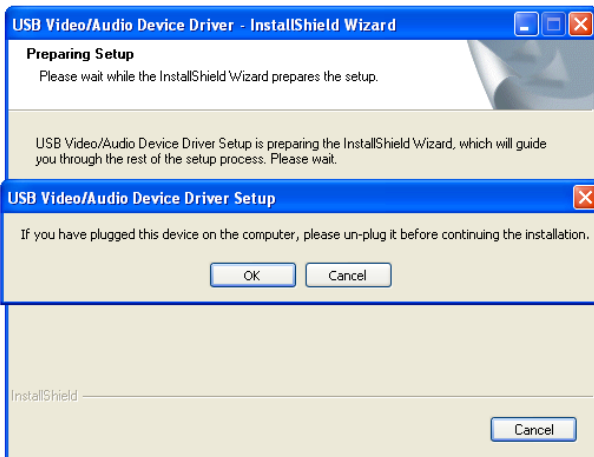 USB Video/Audio Device Driver - InstallShield Wizard
Preparing Setup
Please wait while the InstallShield Wizard prepares the setup.
USB Video/Audio Device Driver Setup is preparing the InstallShield Wizard, which will guide
you through the rest of the setup process. Please wait.
USB Video/Audio Device Driver Setup
If you have plugged this device on the computer, please un-plug it before continuing the installation.
OK Cancel
InstallShield
Cancel